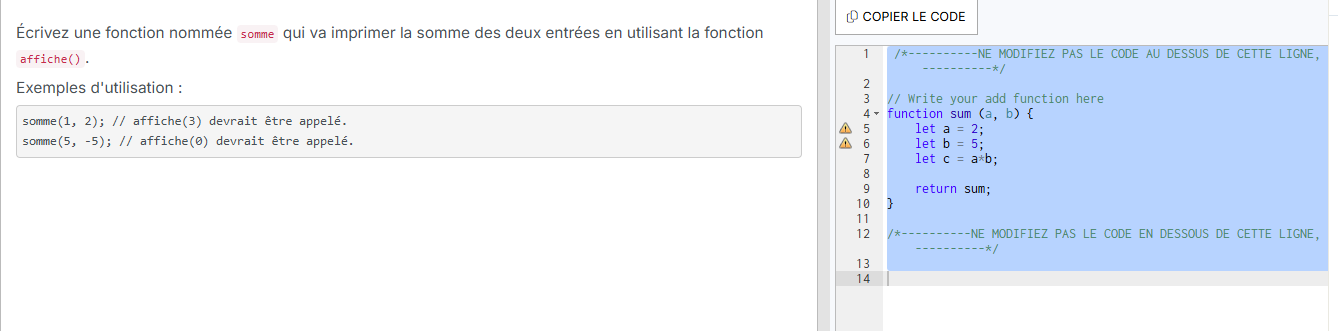 Écrivez une fonction nommée somme qui va imprimer la somme des deux entrées en utilisant la fonction
affiche().
Exemples d'utilisation :
somme(1, 2); // affiche(3) devrait être appelé.
somme(5, -5); // affiche(0) devrait être appelé.
COPIER LE CODE
1 /*----------NE MODIFIEZ PAS LE CODE AU DESSUS DE CETTE LIGNE,
----------*/
2
3 // Write your add function here
4 function sum (a, b) {
5 let a = 2;
6 let b = 5;
7 let c = a*b;
8
9 return sum;
10 }
11
12 /*----------NE MODIFIEZ PAS LE CODE EN DESSOUS DE CETTE LIGNE,
----------*/
13
14